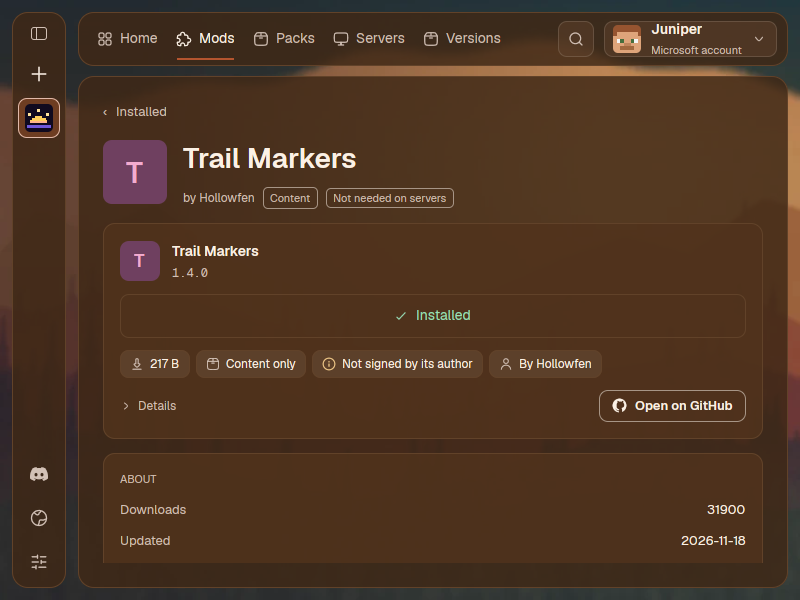 Home
Mods
Packs
Servers
Versions
Juniper
Microsoft account
Installed
T
Trail Markers
by Hollowfen
Content
Not needed on servers
T
Trail Markers
1.4.0
Installed
217 B
Content only
Not signed by its author
By Hollowfen
Details
Open on GitHub
ABOUT
Downloads
31900
Updated
2026-11-18